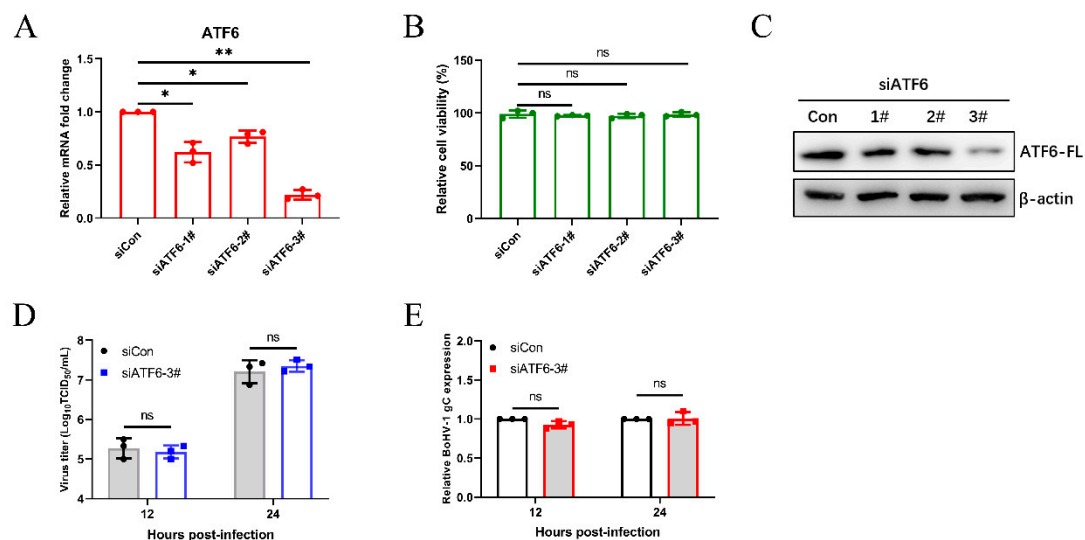 A
ATF6
Relative mRNA fold change
1.5
1.0
0.5
0.0
**
*
*
siCon
siATF6-1#
siATF6-2#
siATF6-3#
B
Relative cell viability (%)
200
150
100
50
0
ns
ns
ns
siCon
siATF6-1#
siATF6-2#
siATF6-3#
C
siATF6
Con 1# 2# 3#
ATF6-FL
β-actin
D
Virus titer (Log10TCID50/mL)
8
7
6
5
4
siCon
siATF6-3#
ns
ns
12 24
Hours post-infection
E
Relative BoHV-1 gC expression
2.0
1.5
1.0
0.5
0.0
siCon
siATF6-3#
ns
ns
12 24
Hours post-infection